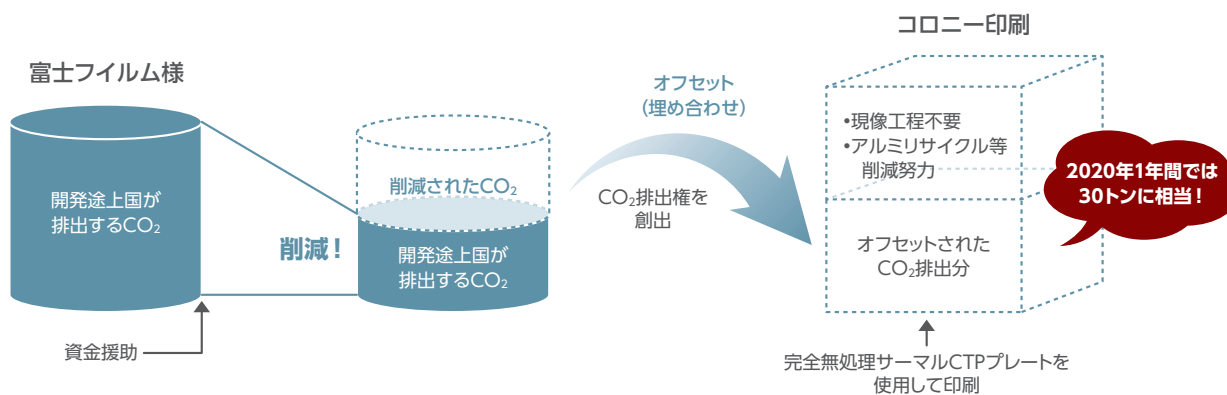 富士フイルム様
開発途上国が
排出するCO₂
資金援助
削減！
削減されたCO₂
開発途上国が
排出するCO₂
オフセット
（埋め合わせ）
CO₂排出権を
創出
コロニー印刷
•現像工程不要
•アルミリサイクル等
削減努力
オフセットされた
CO₂排出分
2020年1年間では
30トンに相当！
完全無処理サーマルCTPプレートを
使用して印刷